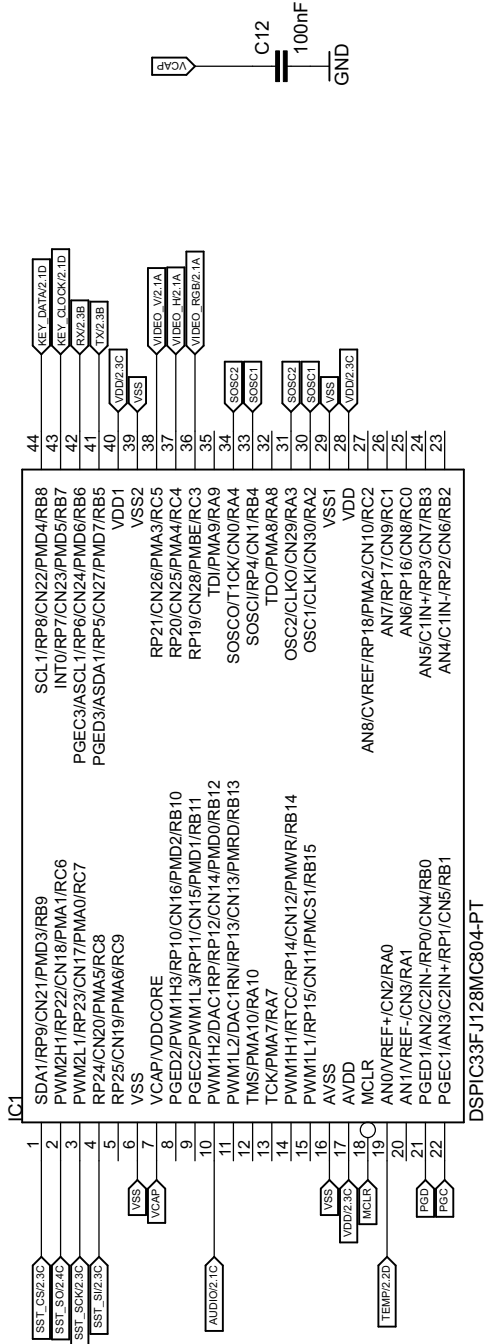 IC1
SST_CS/2.3C
1
SDA1/RP9/CN21/PMD3/RB9
SST_SO/2.4C
2
PWM2H1/RP22/CN18/PMA1/RC6
SST_SCK/2.3C
3
PWM2L1/RP23/CN17/PMA0/RC7
SST_SI/2.3C
4
RP24/CN20/PMA5/RC8
5
RP25/CN19/PMA6/RC9
VSS
6
VSS
VCAP
7
VCAP/VDDCORE
8
PGED2/PWM1H3/RP10/CN16/PMD2/RB10
9
PGEC2/PWM1L3/RP11/CN15/PMD1/RB11
AUDIO/2.1C
10
PWM1H2/DAC1RP/RP12/CN14/PMD0/RB12
11
PWM1L2/DAC1RN/RP13/CN13/PMRD/RB13
12
TMS/PMA10/RA10
13
TCK/PMA7/RA7
14
PWM1H1/RTCC/RP14/CN12/PMWR/RB14
15
PWM1L1/RP15/CN11/PMCS1/RB15
VSS
16
AVSS
VDD/2.3C
17
AVDD
MCLR
18
MCLR
TEMP/2.2D
19
AN0/VREF+/CN2/RA0
20
AN1/VREF-/CN3/RA1
PGD
21
PGED1/AN2/C2IN-/RP0/CN4/RB0
PGC
22
PGEC1/AN3/C2IN+/RP1/CN5/RB1
SCL1/RP8/CN22/PMD4/RB8
44
KEY_DATA/2.1D
INT0/RP7/CN23/PMD5/RB7
43
KEY_CLOCK/2.1D
PGEC3/ASCL1/RP6/CN24/PMD6/RB6
42
RX/2.3B
PGED3/ASDA1/RP5/CN27/PMD7/RB5
41
TX/2.3B
VDD1
40
VDD/2.3C
VSS2
39
VSS
RP21/CN26/PMA3/RC5
38
VIDEO_V/2.1A
RP20/CN25/PMA4/RC4
37
VIDEO_H/2.1A
RP19/CN28/PMBE/RC3
36
VIDEO_RGB/2.1A
TDI/PMA9/RA9
35
SOSCO/T1CK/CN0/RA4
34
SOSC2
SOSCI/RP4/CN1/RB4
33
SOSC1
TDO/PMA8/RA8
32
OSC2/CLKO/CN29/RA3
31
SOSC2
OSC1/CLKI/CN30/RA2
30
SOSC1
VSS1
29
VSS
VDD
28
VDD/2.3C
AN8/CVREF/RP18/PMA2/CN10/RC2
27
AN7/RP17/CN9/RC1
26
AN6/RP16/CN8/RC0
25
AN5/C1IN+/RP3/CN7/RB3
24
AN4/C1IN-/RP2/CN6/RB2
23
DSPIC33FJ128MC804-PT
VCAP
C12
100nF
GND